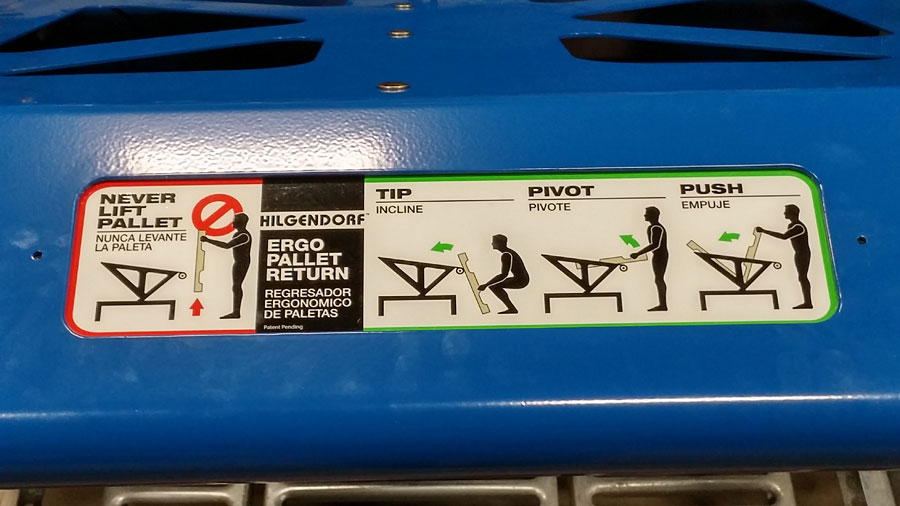 NEVER
LIFT
PALLET
NUNCA LEVANTE
LA PALETA
HILGENDORF™
ERGO
PALLET
RETURN
REGRESADOR
ERGONOMICO
DE PALETAS
Patent Pending
TIP
INCLINE
PIVOT
PIVOTE
PUSH
EMPUJE